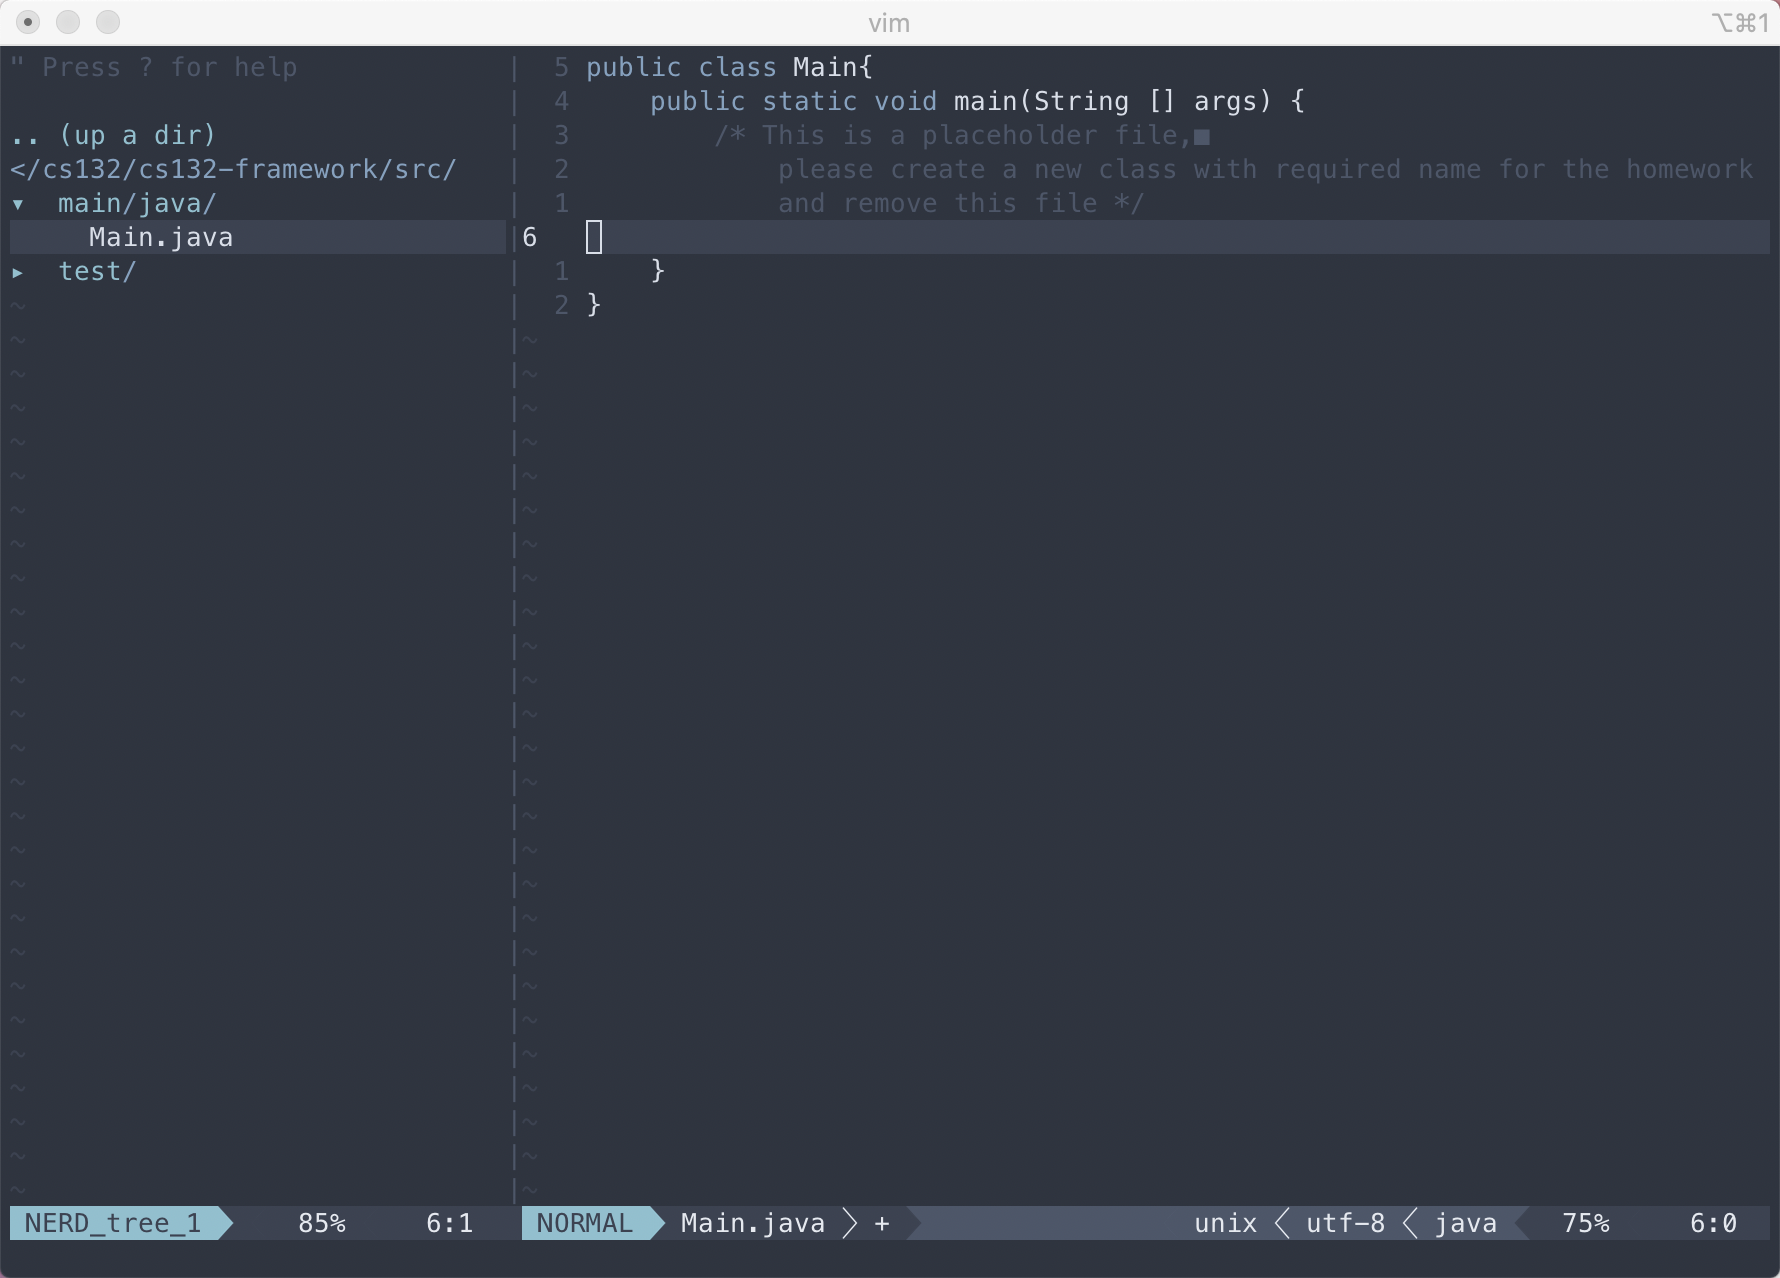 vim ⌥⌘1
" Press ? for help
.. (up a dir)
</cs132/cs132-framework/src/
▾ main/java/
Main.java
▸ test/
5 public class Main{
4 public static void main(String [] args) {
3 /* This is a placeholder file,■
2 please create a new class with required name for the homework
1 and remove this file */
6
1 }
2 }
NERD_tree_1 85% 6:1
NORMAL Main.java + unix utf-8 java 75% 6:0